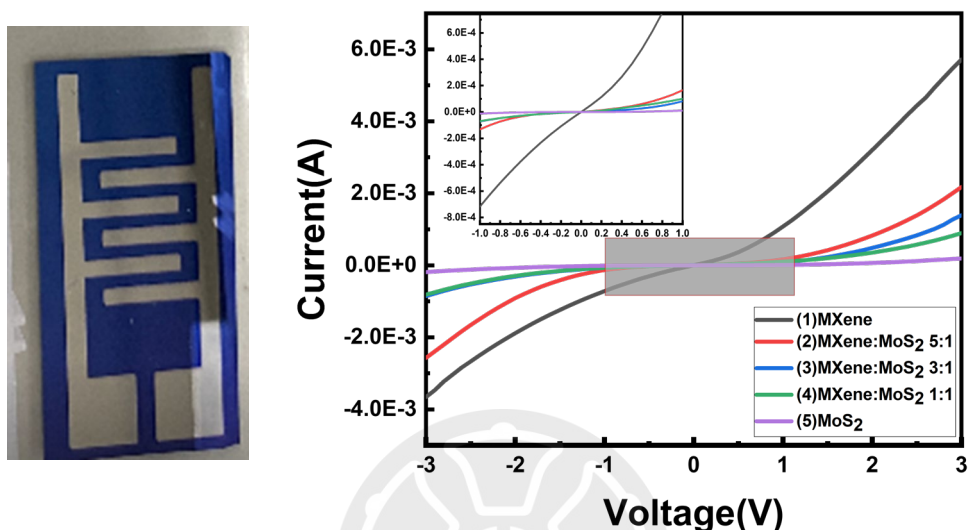 6.0E-3
4.0E-3
2.0E-3
0.0E+0
-2.0E-3
-4.0E-3
Current(A)
6.0E-4
4.0E-4
2.0E-4
0.0E+0
-2.0E-4
-4.0E-4
-6.0E-4
-8.0E-4
-1.0 -0.8 -0.6 -0.4 -0.2 0.0 0.2 0.4 0.6 0.8 1.0
(1)MXene
(2)MXene:MoS₂ 5:1
(3)MXene:MoS₂ 3:1
(4)MXene:MoS₂ 1:1
(5)MoS₂
-3 -2 -1 0 1 2 3
Voltage(V)